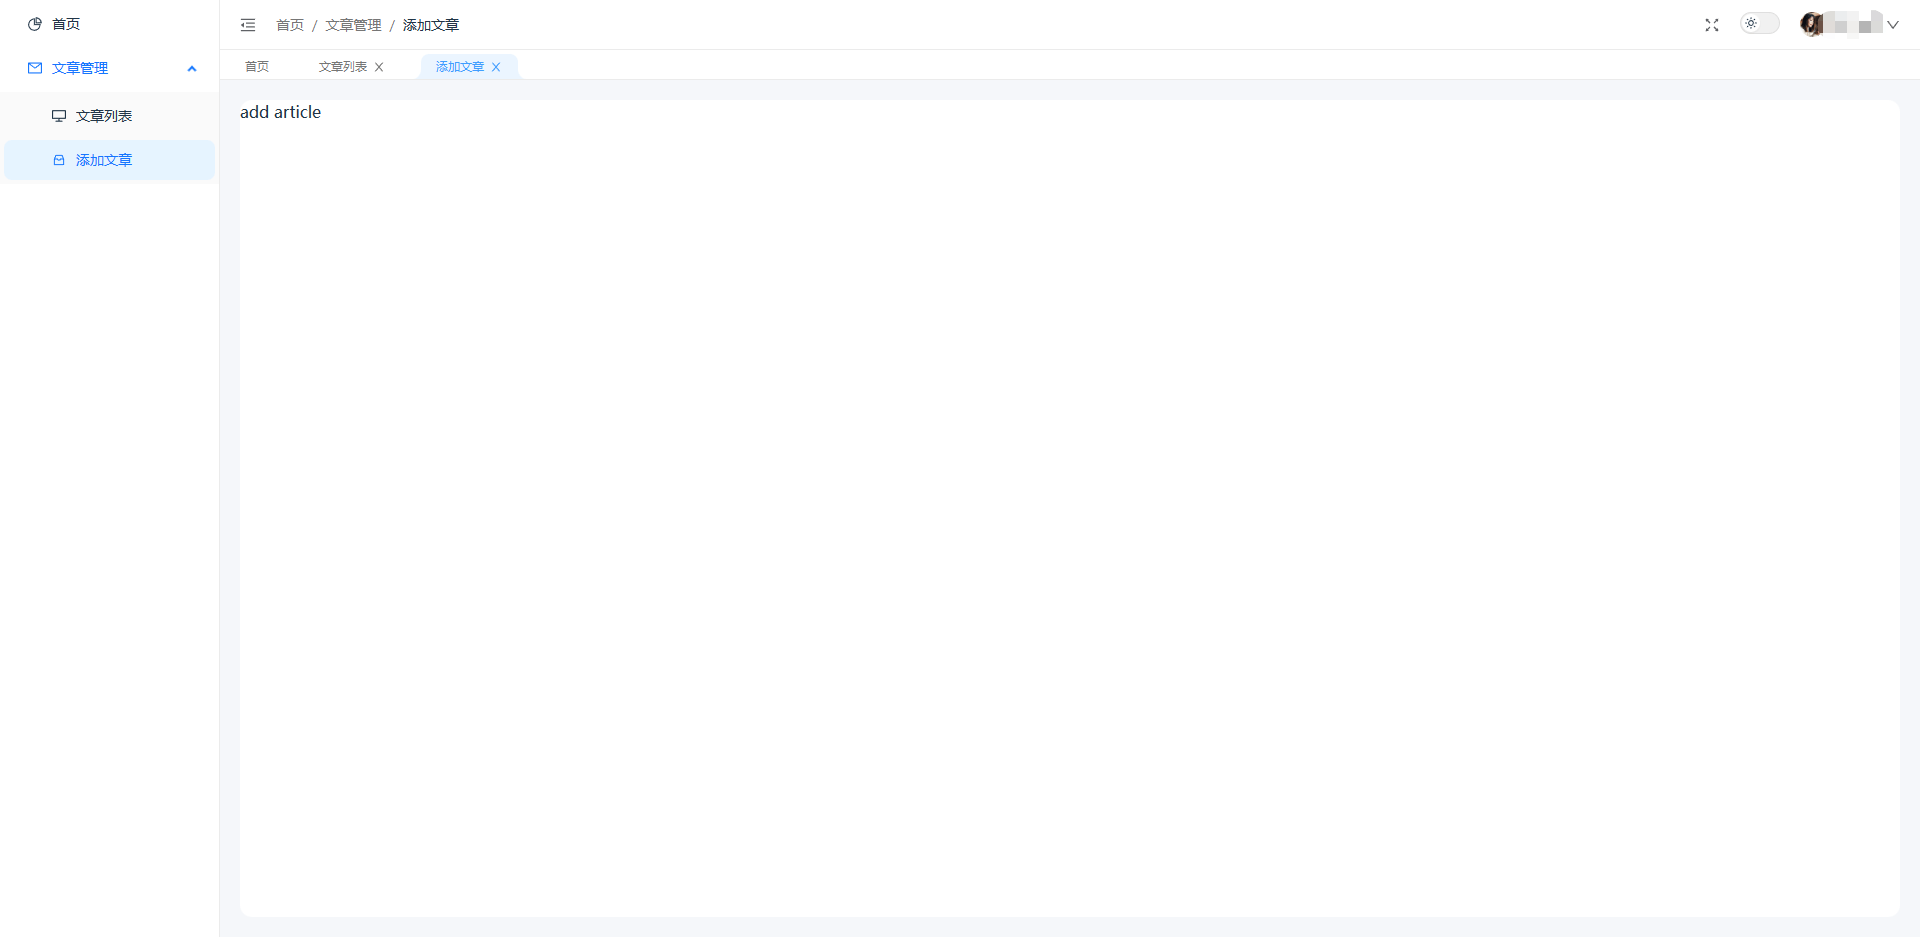 首页
文章管理
文章列表
添加文章
首页 / 文章管理 / 添加文章
首页 文章列表 添加文章
add article